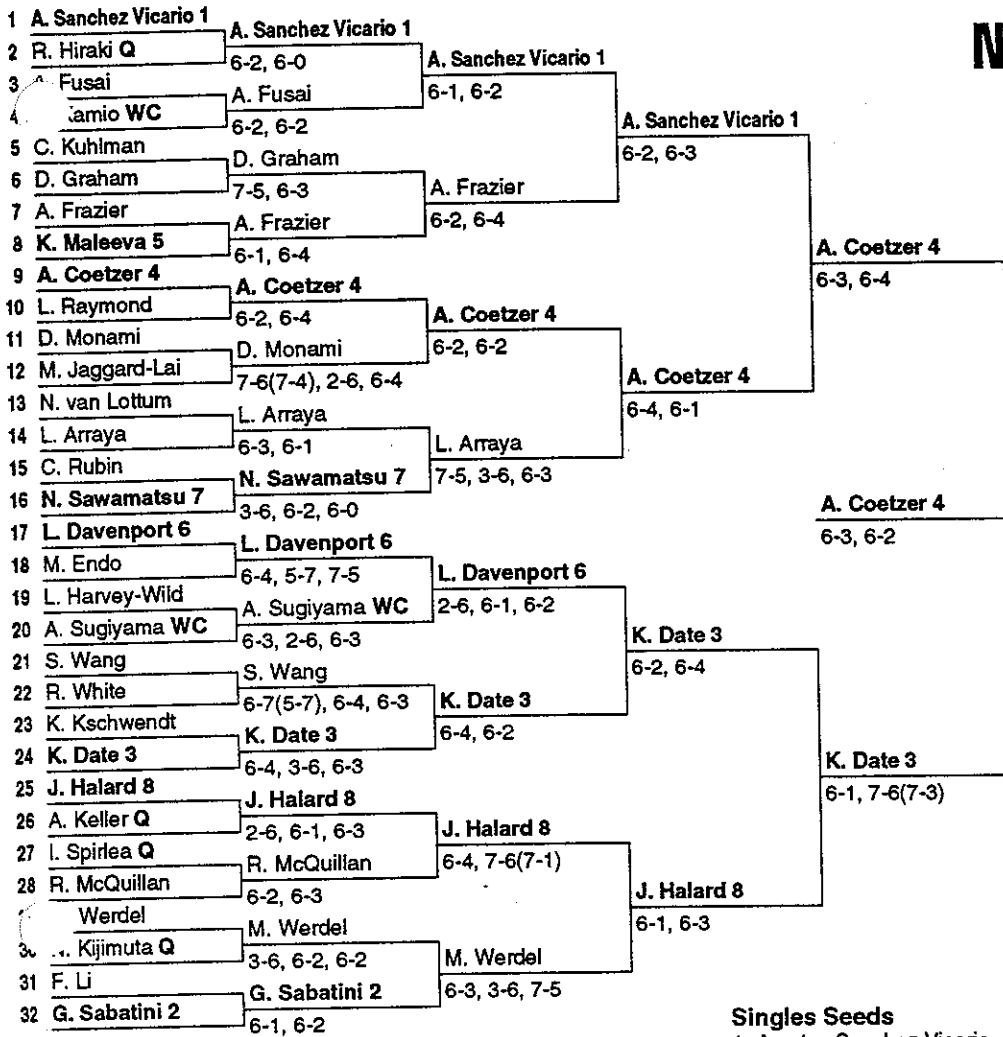 1 A. Sanchez Vicario 1
2 R. Hiraki Q
3 Fusai
4 Kamio WC
5 C. Kuhlman
6 D. Graham
7 A. Frazier
8 K. Maleeva 5
9 A. Coetzer 4
10 L. Raymond
11 D. Monami
12 M. Jaggard-Lai
13 N. van Lottum
14 L. Arraya
15 C. Rubin
16 N. Sawamatsu 7
17 L. Davenport 6
18 M. Endo
19 L. Harvey-Wild
20 A. Sugiyama WC
21 S. Wang
22 R. White
23 K. Kschwendt
24 K. Date 3
25 J. Halard 8
26 A. Keller Q
27 I. Spirlea Q
28 R. McQuillan
Werdel
Kijimuta Q
31 F. Li
32 G. Sabatini 2
A. Sanchez Vicario 1
6-2, 6-0
A. Fusai
6-2, 6-2
D. Graham
7-5, 6-3
A. Frazier
6-1, 6-4
A. Coetzer 4
6-2, 6-4
D. Monami
7-6(7-4), 2-6, 6-4
L. Arraya
6-3, 6-1
N. Sawamatsu 7
3-6, 6-2, 6-0
L. Davenport 6
6-4, 5-7, 7-5
A. Sugiyama WC
6-3, 2-6, 6-3
S. Wang
6-7(5-7), 6-4, 6-3
K. Date 3
6-4, 3-6, 6-3
J. Halard 8
2-6, 6-1, 6-3
R. McQuillan
6-2, 6-3
M. Werdel
3-6, 6-2, 6-2
G. Sabatini 2
6-1, 6-2
A. Sanchez Vicario 1
6-1, 6-2
A. Frazier
6-2, 6-4
A. Coetzer 4
6-2, 6-2
L. Arraya
7-5, 3-6, 6-3
L. Davenport 6
2-6, 6-1, 6-2
K. Date 3
6-4, 6-2
J. Halard 8
6-4, 7-6(7-1)
M. Werdel
6-3, 3-6, 7-5
A. Sanchez Vicario 1
6-2, 6-3
A. Coetzer 4
6-4, 6-1
K. Date 3
6-2, 6-4
J. Halard 8
6-1, 6-3
A. Coetzer 4
6-3, 6-4
K. Date 3
6-1, 7-6(7-3)
A. Coetzer 4
6-3, 6-2
N
Singles Seeds